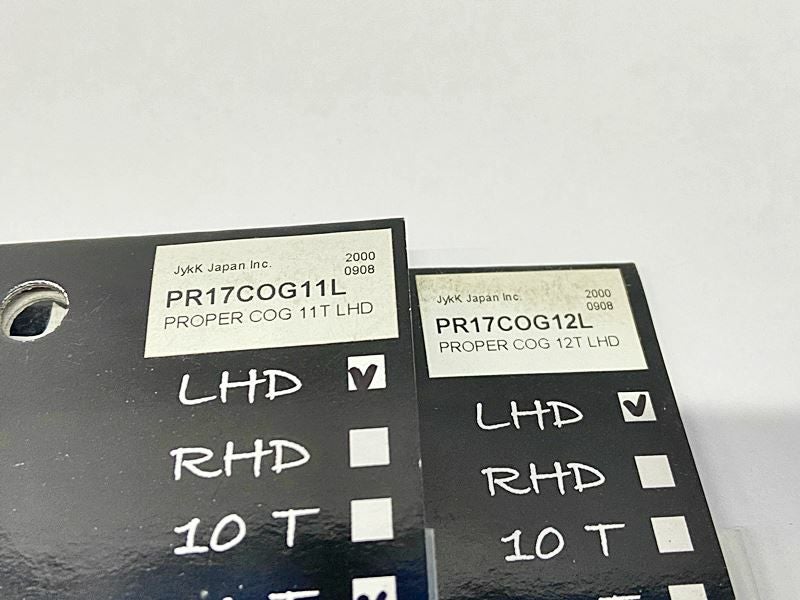 JykK Japan Inc. 2000
0908
PR17COG11L
PROPER COG 11T LHD
LHD
RHD
10 T
T
JykK Japan Inc. 2000
0908
PR17COG12L
PROPER COG 12T LHD
LHD
RHD
10 T